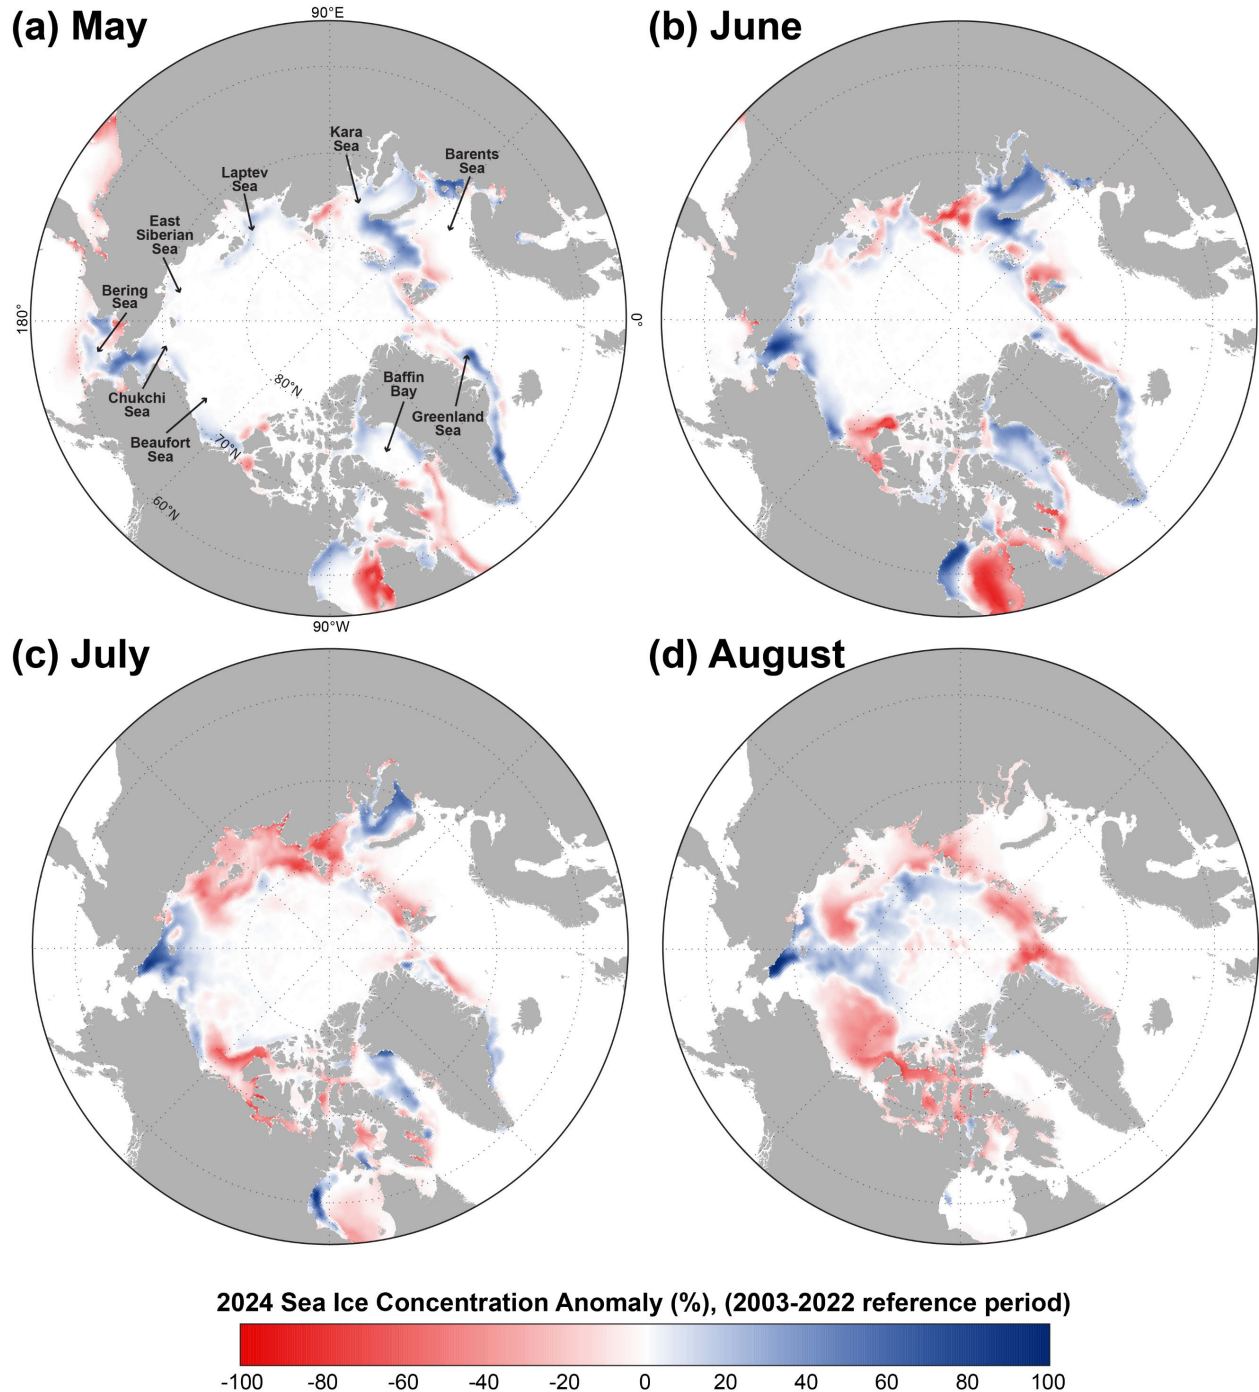 (a) May
90°E
(b) June
Kara
Sea
Barents
Sea
Laptev
Sea
East
Siberian
Sea
Bering
Sea
180°
0°
Chukchi
Sea
Beaufort
Sea
80°N
70°N
60°N
Baffin
Bay
Greenland
Sea
90°W
(c) July
(d) August
2024 Sea Ice Concentration Anomaly (%), (2003-2022 reference period)
-100 -80 -60 -40 -20 0 20 40 60 80 100